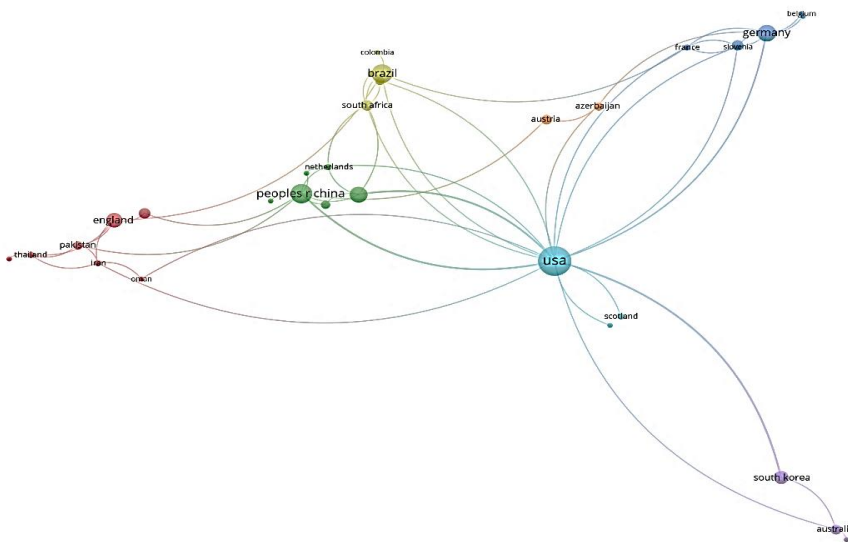 belgium
germany
france
slovenia
colombia
brazil
south africa
azerbaijan
austria
netherlands
peoples r china
england
pakistan
thailand
iran
oman
usa
scotland
south korea
australi